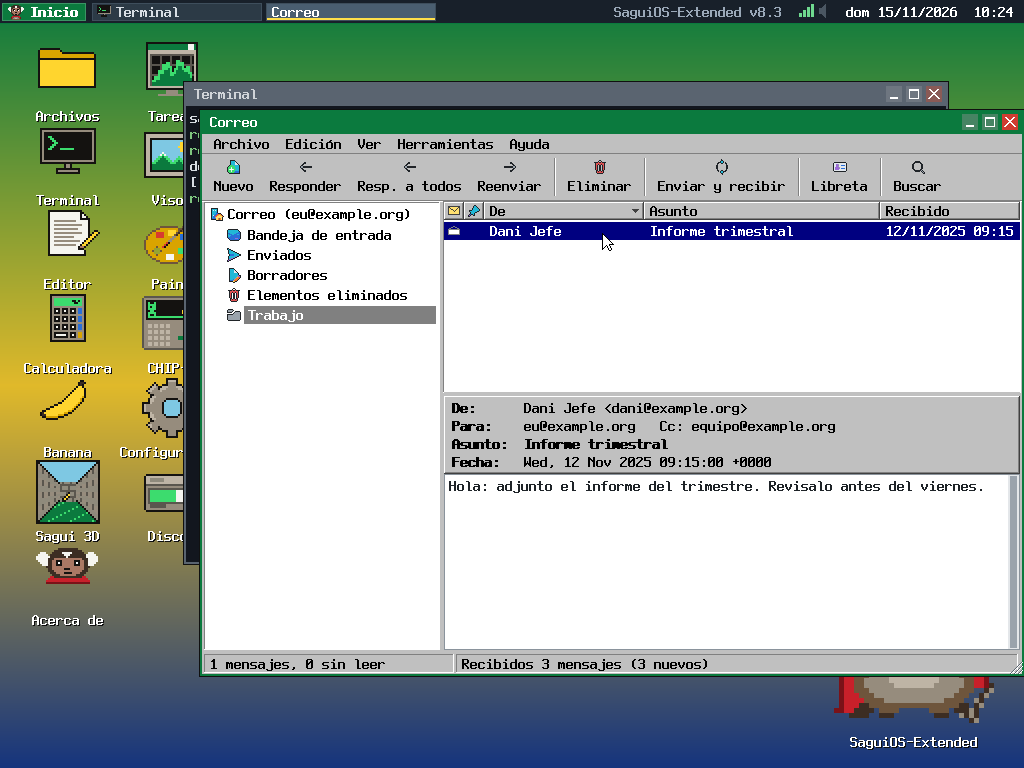 Inicio
Terminal
Correo
SaguiOS-Extended v8.3
dom 15/11/2026
10:24
Archivos
Terminal
Editor
Calculadora
CHIP
Banana
Sagui 3D
Acerca de
Terminal
Correo
Archivo Edición Ver Herramientas Ayuda
Nuevo Responder Resp. a todos Reenviar Eliminar Enviar y recibir Libreta Buscar
Correo (eu@example.org)
Bandeja de entrada
Enviados
Borradores
Elementos eliminados
Trabajo
De Asunto Recibido
Dani Jefe Informe trimestral 12/11/2025 09:15
De: Dani Jefe <dani@example.org>
Para: eu@example.org Cc: equipo@example.org
Asunto: Informe trimestral
Fecha: Wed, 12 Nov 2025 09:15:00 +0000
Hola: adjunto el informe del trimestre. Revisalo antes del viernes.
1 mensajes, 0 sin leer
Recibidos 3 mensajes (3 nuevos)
SaguiOS-Extended